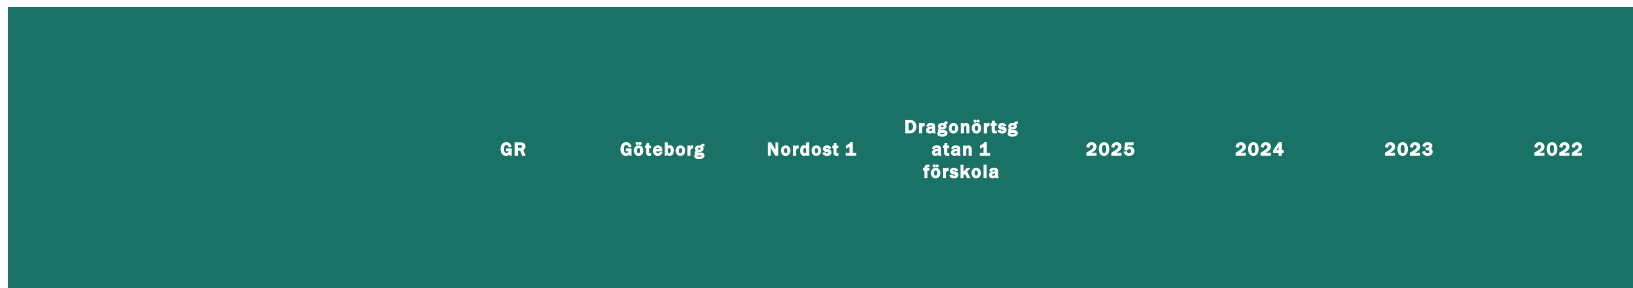 GR
Göteborg
Nordost 1
Dragonörtsg
atan 1
förskola
2025
2024
2023
2022